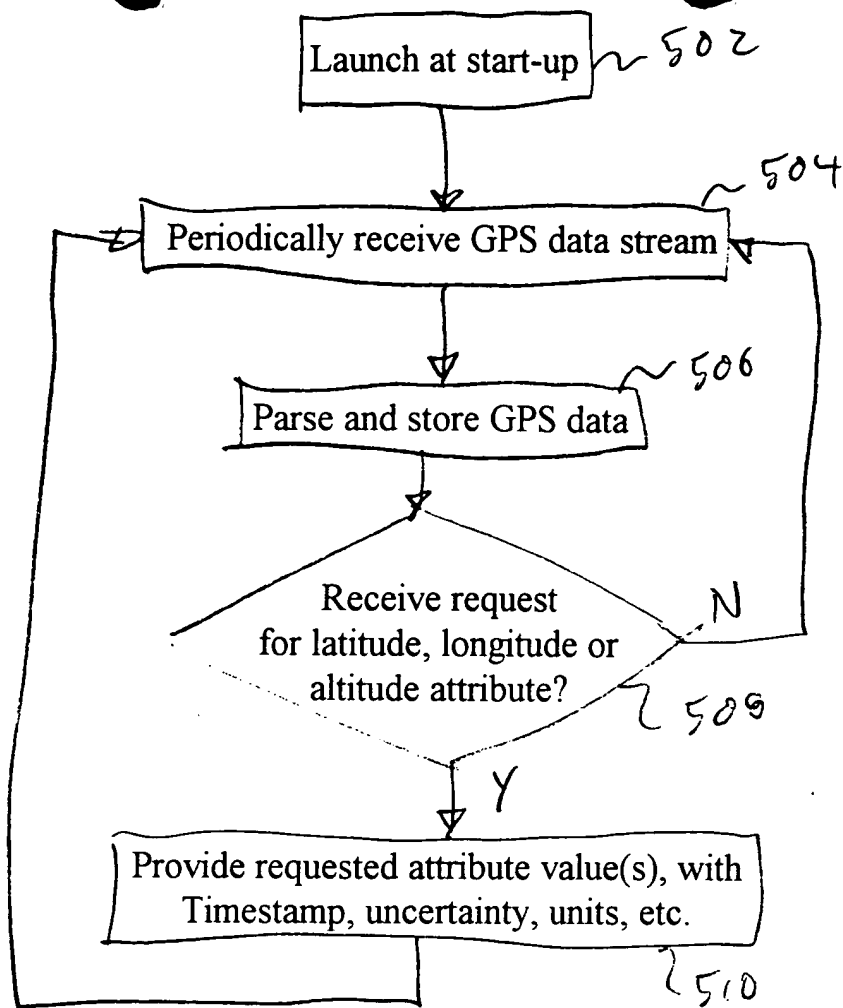 Launch at start-up 502
504
Periodically receive GPS data stream
506
Parse and store GPS data
Receive request
for latitude, longitude or
altitude attribute?
N
508
Y
Provide requested attribute value(s), with
Timestamp, uncertainty, units, etc.
510